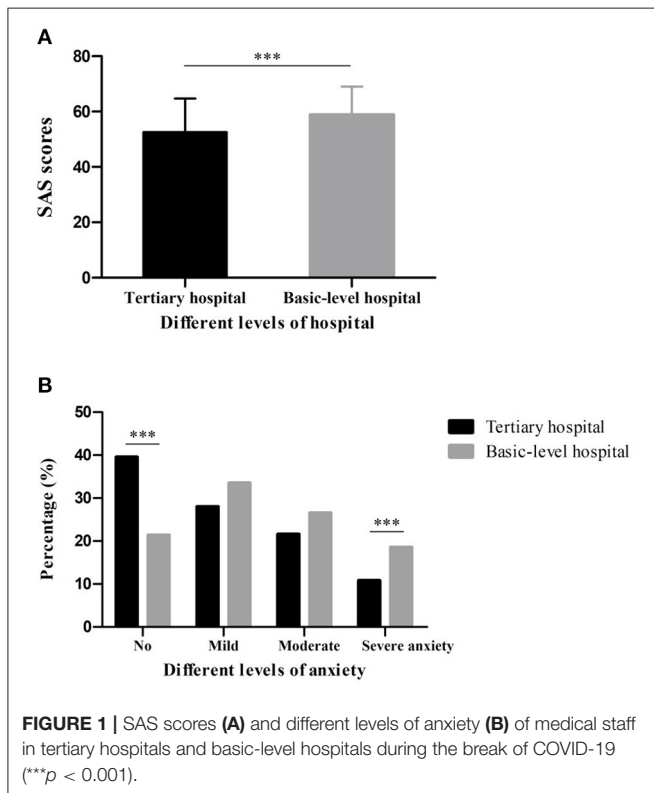 A
80
60
40
20
0
SAS scores
***
Tertiary hospital Basic-level hospital
Different levels of hospital
B
50
40
30
20
10
0
Percentage (%)
***
***
Tertiary hospital
Basic-level hospital
No Mild Moderate Severe anxiety
Different levels of anxiety
FIGURE 1 | SAS scores (A) and different levels of anxiety (B) of medical staff
in tertiary hospitals and basic-level hospitals during the break of COVID-19
(***p < 0.001).